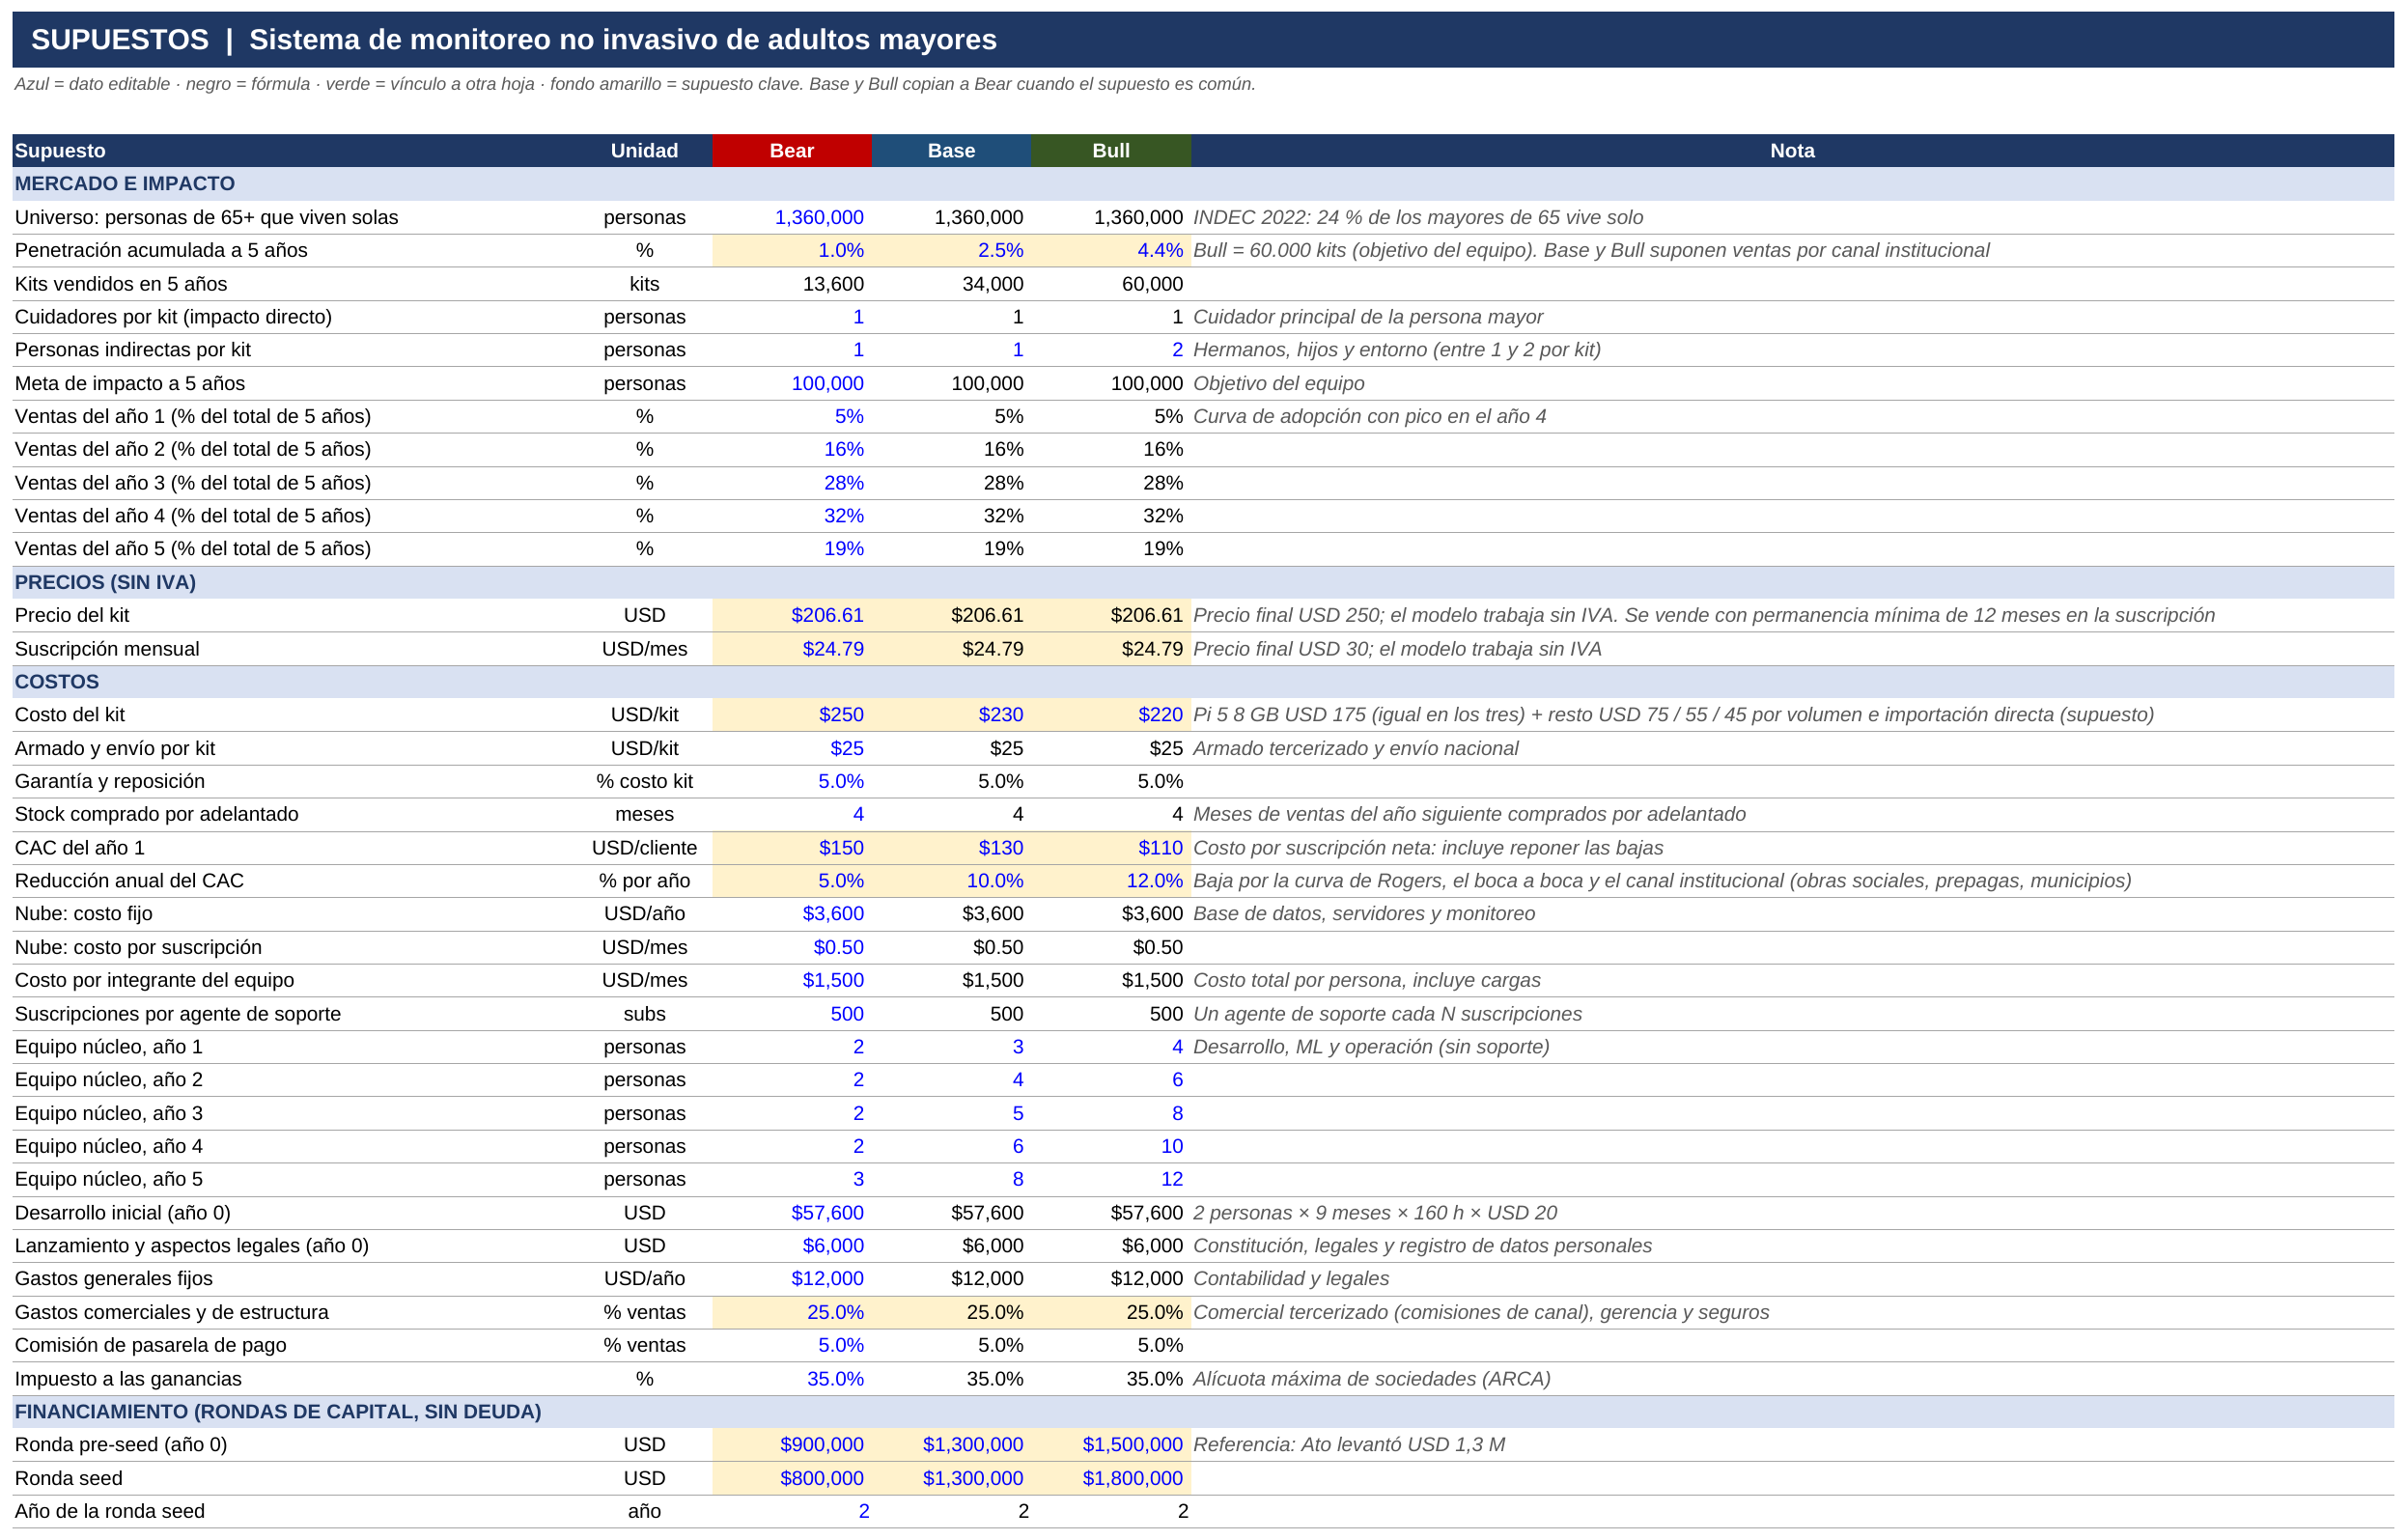 SUPUESTOS | Sistema de monitoreo no invasivo de adultos mayores
Azul = dato editable · negro = fórmula · verde = vínculo a otra hoja · fondo amarillo = supuesto clave. Base y Bull copian a Bear cuando el supuesto es común.
Supuesto Unidad Bear Base Bull Nota
MERCADO E IMPACTO
Universo: personas de 65+ que viven solas personas 1,360,000 1,360,000 1,360,000 INDEC 2022: 24 % de los mayores de 65 vive solo
Penetración acumulada a 5 años % 1.0% 2.5% 4.4% Bull = 60.000 kits (objetivo del equipo). Base y Bull suponen ventas por canal institucional
Kits vendidos en 5 años kits 13,600 34,000 60,000
Cuidadores por kit (impacto directo) personas 1 1 1 Cuidador principal de la persona mayor
Personas indirectas por kit personas 1 1 2 Hermanos, hijos y entorno (entre 1 y 2 por kit)
Meta de impacto a 5 años personas 100,000 100,000 100,000 Objetivo del equipo
Ventas del año 1 (% del total de 5 años) % 5% 5% 5% Curva de adopción con pico en el año 4
Ventas del año 2 (% del total de 5 años) % 16% 16% 16%
Ventas del año 3 (% del total de 5 años) % 28% 28% 28%
Ventas del año 4 (% del total de 5 años) % 32% 32% 32%
Ventas del año 5 (% del total de 5 años) % 19% 19% 19%
PRECIOS (SIN IVA)
Precio del kit USD $206.61 $206.61 $206.61 Precio final USD 250; el modelo trabaja sin IVA. Se vende con permanencia mínima de 12 meses en la suscripción
Suscripción mensual USD/mes $24.79 $24.79 $24.79 Precio final USD 30; el modelo trabaja sin IVA
COSTOS
Costo del kit USD/kit $250 $230 $220 Pi 5 8 GB USD 175 (igual en los tres) + resto USD 75 / 55 / 45 por volumen e importación directa (supuesto)
Armado y envío por kit USD/kit $25 $25 $25 Armado tercerizado y envío nacional
Garantía y reposición % costo kit 5.0% 5.0% 5.0%
Stock comprado por adelantado meses 4 4 4 Meses de ventas del año siguiente comprados por adelantado
CAC del año 1 USD/cliente $150 $130 $110 Costo por suscripción neta: incluye reponer las bajas
Reducción anual del CAC % por año 5.0% 10.0% 12.0% Baja por la curva de Rogers, el boca a boca y el canal institucional (obras sociales, prepagas, municipios)
Nube: costo fijo USD/año $3,600 $3,600 $3,600 Base de datos, servidores y monitoreo
Nube: costo por suscripción USD/mes $0.50 $0.50 $0.50
Costo por integrante del equipo USD/mes $1,500 $1,500 $1,500 Costo total por persona, incluye cargas
Suscripciones por agente de soporte subs 500 500 500 Un agente de soporte cada N suscripciones
Equipo núcleo, año 1 personas 2 3 4 Desarrollo, ML y operación (sin soporte)
Equipo núcleo, año 2 personas 2 4 6
Equipo núcleo, año 3 personas 2 5 8
Equipo núcleo, año 4 personas 2 6 10
Equipo núcleo, año 5 personas 3 8 12
Desarrollo inicial (año 0) USD $57,600 $57,600 $57,600 2 personas × 9 meses × 160 h × USD 20
Lanzamiento y aspectos legales (año 0) USD $6,000 $6,000 $6,000 Constitución, legales y registro de datos personales
Gastos generales fijos USD/año $12,000 $12,000 $12,000 Contabilidad y legales
Gastos comerciales y de estructura % ventas 25.0% 25.0% 25.0% Comercial tercerizado (comisiones de canal), gerencia y seguros
Comisión de pasarela de pago % ventas 5.0% 5.0% 5.0%
Impuesto a las ganancias % 35.0% 35.0% 35.0% Alícuota máxima de sociedades (ARCA)
FINANCIAMIENTO (RONDAS DE CAPITAL, SIN DEUDA)
Ronda pre-seed (año 0) USD $900,000 $1,300,000 $1,500,000 Referencia: Ato levantó USD 1,3 M
Ronda seed USD $800,000 $1,300,000 $1,800,000
Año de la ronda seed año 2 2 2